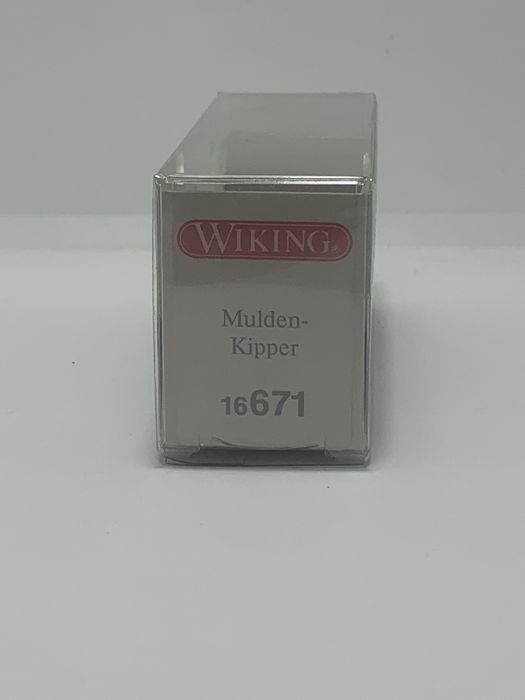 WIKING®
Mulden-
Kipper
16671